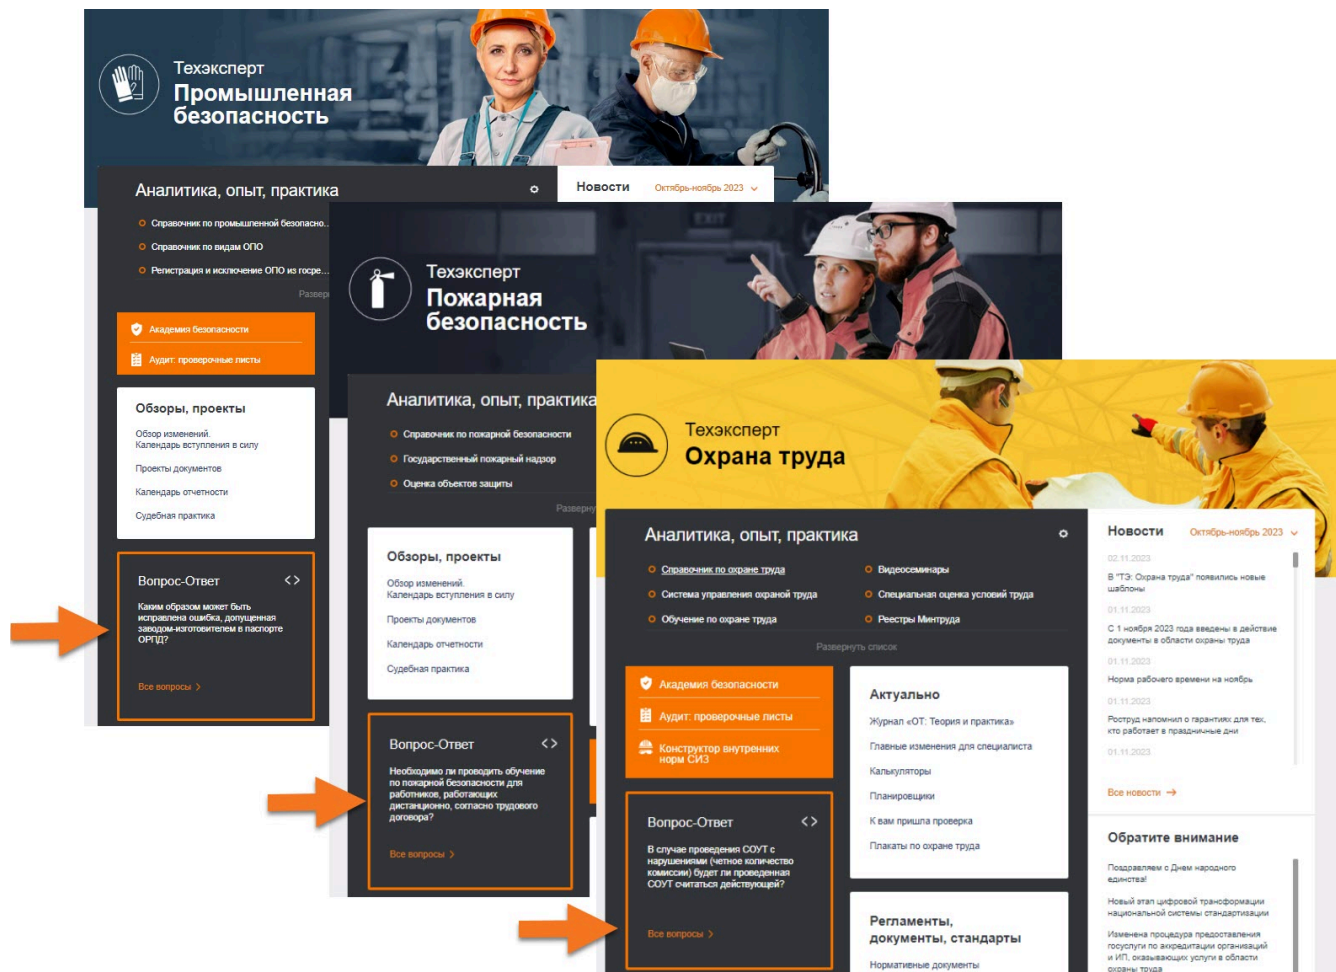 Техэксперт
Промышленная
безопасность
Аналитика, опыт, практика
Справочник по промышленной безопасно...
Справочник по видам ОПО
Регистрация и исключение ОПО из госре...
Академия безопасности
Аудит: проверочные листы
Обзоры, проекты
Обзор изменений.
Календарь вступления в силу
Проекты документов
Календарь отчетности
Судебная практика
Вопрос-Ответ
Каким образом может быть
исправлена ошибка, допущенная
заводом-изготовителем в паспорте
ОРПД?
Все вопросы
Новости
Октябрь-ноябрь 2023
EXIT
Техэксперт
Пожарная
безопасность
Аналитика, опыт, практика
Справочник по пожарной безопасности
Государственный пожарный надзор
Оценка объектов защиты
Обзоры, проекты
Обзор изменений.
Календарь вступления в силу
Проекты документов
Календарь отчетности
Судебная практика
Вопрос-Ответ
Необходимо ли проводить обучение
по пожарной безопасности для
работников, работающих
дистанционно, согласно трудового
договора?
Все вопросы
Техэксперт
Охрана труда
Аналитика, опыт, практика
Справочник по охране труда
Система управления охраной труда
Обучение по охране труда
Видеосеминары
Специальная оценка условий труда
Реестры Минтруда
Развернуть список
Академия безопасности
Аудит: проверочные листы
Конструктор внутренних
норм СИЗ
Вопрос-Ответ
В случае проведения СОУТ с
нарушениями (четное количество
комиссии) будет ли проведенная
СОУТ считаться действующей?
Все вопросы
Актуально
Журнал «ОТ: Теория и практика»
Главные изменения для специалиста
Калькуляторы
Планировщики
К вам пришла проверка
Плакаты по охране труда
Регламенты,
документы, стандарты
Нормативные документы
Новости
Октябрь-ноябрь 2023
02.11.2023
В "ТЭ: Охрана труда" появились новые
шаблоны
01.11.2023
С 1 ноября 2023 года введены в действие
документы в области охраны труда
01.11.2023
Норма рабочего времени на ноябрь
01.11.2023
Роструд напомнил о гарантиях для тех,
кто работает в праздничные дни
01.11.2023
Все новости
Обратите внимание
Поздравляем с Днем народного
единства!
Новый этап цифровой трансформации
национальной системы стандартизации
Изменена процедура предоставления
госуслуги по аккредитации организаций
и ИП, оказывающих услуги в области
охраны труда